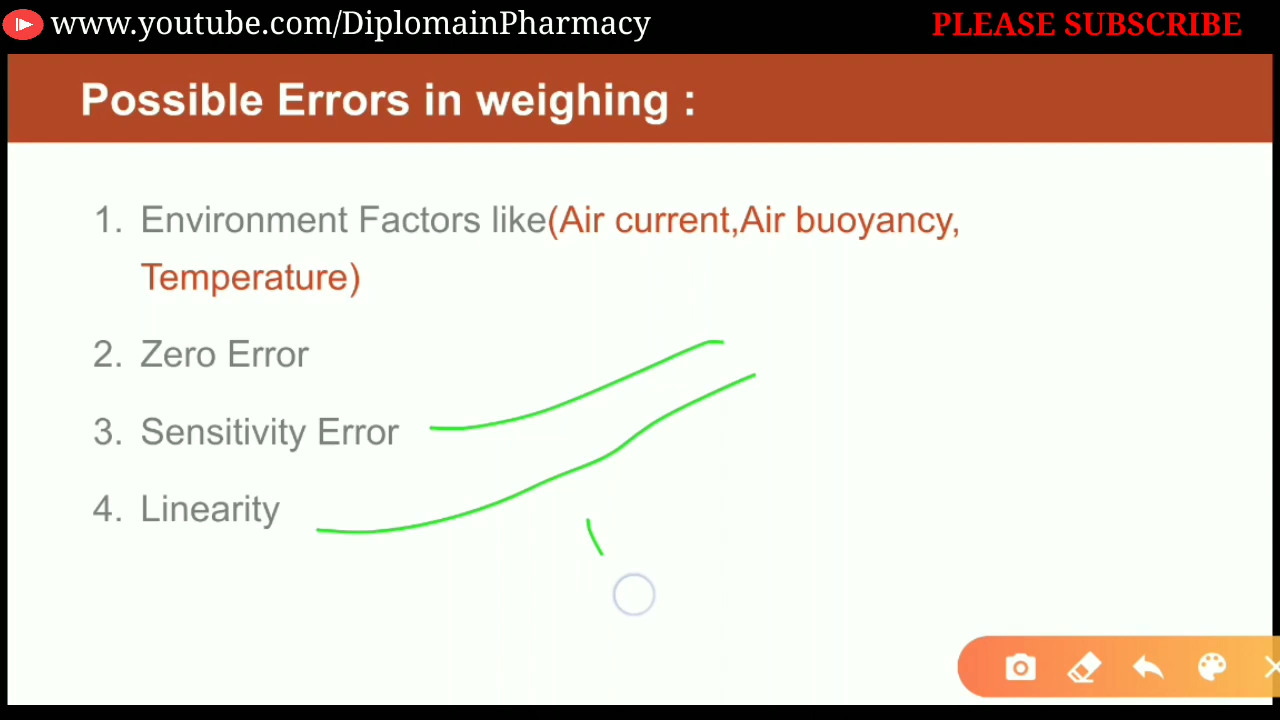 www.youtube.com/DiplomainPharmacy
PLEASE SUBSCRIBE
Possible Errors in weighing :
1. Environment Factors like(Air current,Air buoyancy,
Temperature)
2. Zero Error
3. Sensitivity Error
4. Linearity